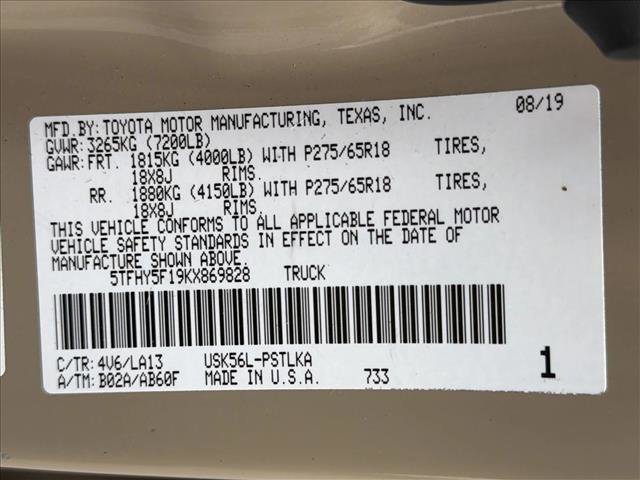 MFD.BY:TOYOTA MOTOR MANUFACTURING, TEXAS, INC. 08/19
GVWR:3265KG (7200LB)
GAWR:FRT. 1815KG (4000LB) WITH P275/65R18 TIRES,
18X8J RIMS.
RR. 1880KG (4150LB) WITH P275/65R18 TIRES,
18X8J RIMS.
THIS VEHICLE CONFORMS TO ALL APPLICABLE FEDERAL MOTOR
VEHICLE SAFETY STANDARDS IN EFFECT ON THE DATE OF
MANUFACTURE SHOWN ABOVE.
5TFHY5F19KX869828 TRUCK
C/TR:4V6/LA13 USK56L-PSTLKA
A/TM:B02A/AB60F MADE IN U.S.A. 733 1